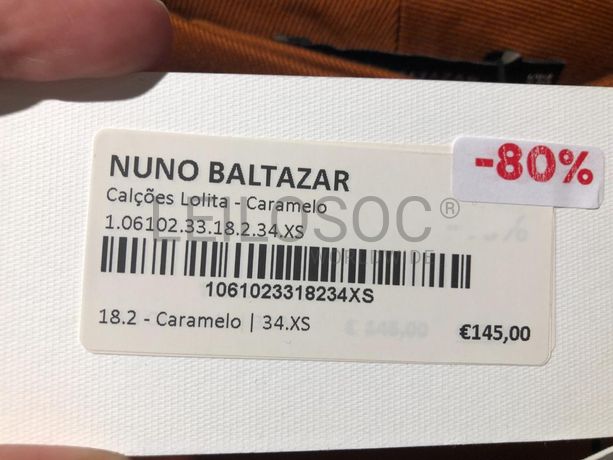 -80%
NUNO BALTAZAR
Calções Lolita - Caramelo
1.06102.33.18.2.34.XS
LEILOSOC®
WORLDWIDE
1061023318234XS
18.2 - Caramelo | 34.XS
€145,00